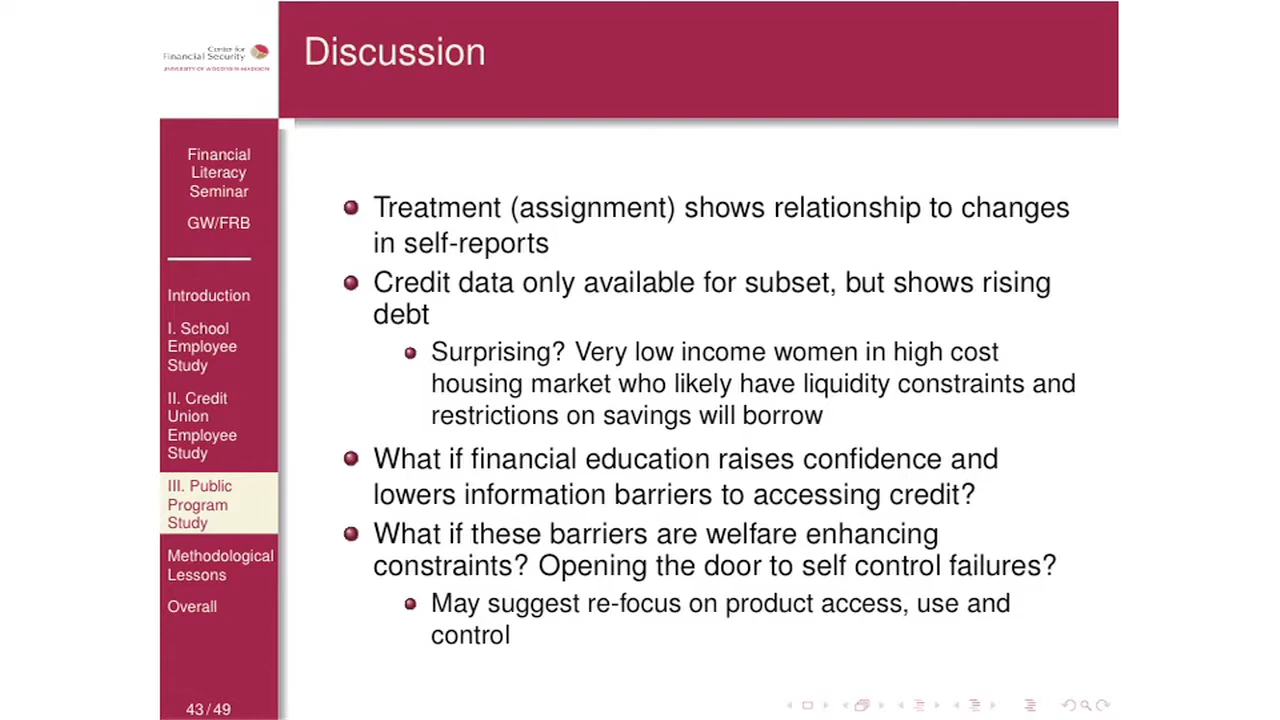 Center for
Financial Security
UNIVERSITY OF WISCONSIN-MADISON
Discussion
Financial
Literacy
Seminar
GW/FRB
Introduction
I. School
Employee
Study
II. Credit
Union
Employee
Study
III. Public
Program
Study
Methodological
Lessons
Overall
43 / 49
Treatment (assignment) shows relationship to changes
in self-reports
Credit data only available for subset, but shows rising
debt
Surprising? Very low income women in high cost
housing market who likely have liquidity constraints and
restrictions on savings will borrow
What if financial education raises confidence and
lowers information barriers to accessing credit?
What if these barriers are welfare enhancing
constraints? Opening the door to self control failures?
May suggest re-focus on product access, use and
control